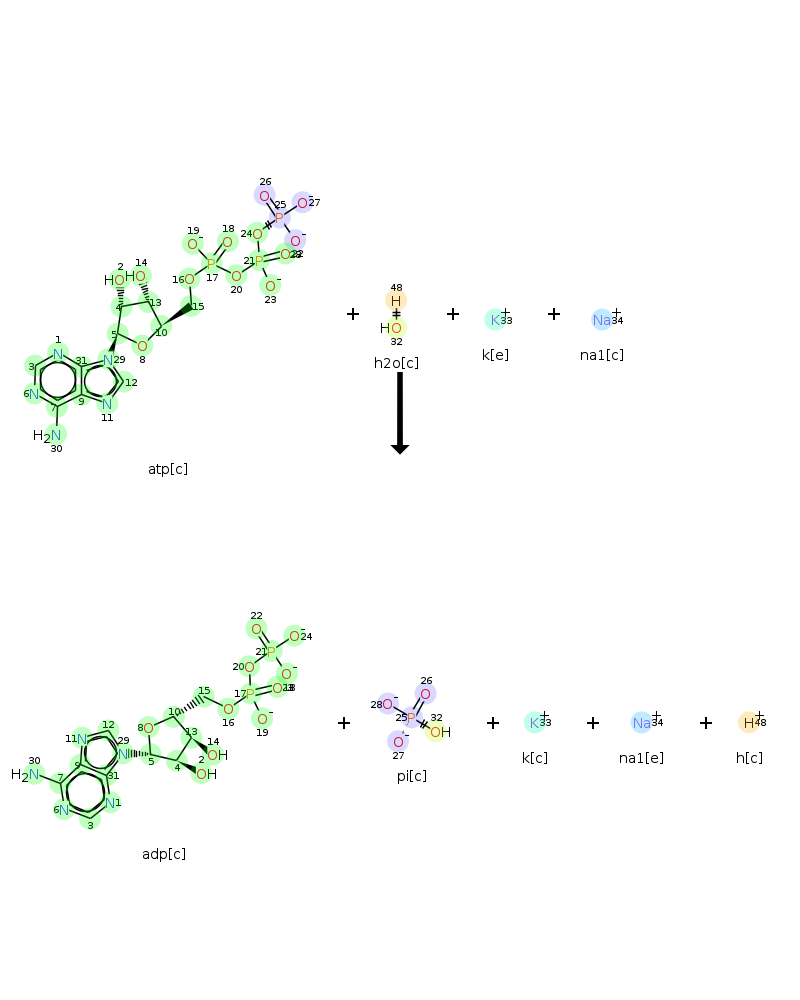 26
27
25
O
O⁻
P
O⁻
19
18
24
O
O⁻
O
21
P
O
28
22
2
14
HO
HO
16
O
P
17
O
20
O⁻
23
48
H
HO
32
4
13
15
5
10
O
8
1
N
3
31
N
29
12
6
N
7
9
N
11
H₂N
30
+
+
K⁺
33
+
Na⁺
34
h2o[c]
k[e]
na1[c]
atp[c]
22
O
O⁻
24
21
P
20
O
O⁻
15
17
P
O
23
18
10
O
16
O⁻
19
8
O
12
11
N
29
N
13
14
OH
5
4
2
OH
30
H₂N
9
7
31
6
N
N
1
3
+
26
28
O⁻
O
25
P
32
OH
O⁻
27
+
K⁺
33
+
Na⁺
34
+
H⁺
48
pi[c]
k[c]
na1[e]
h[c]
adp[c]